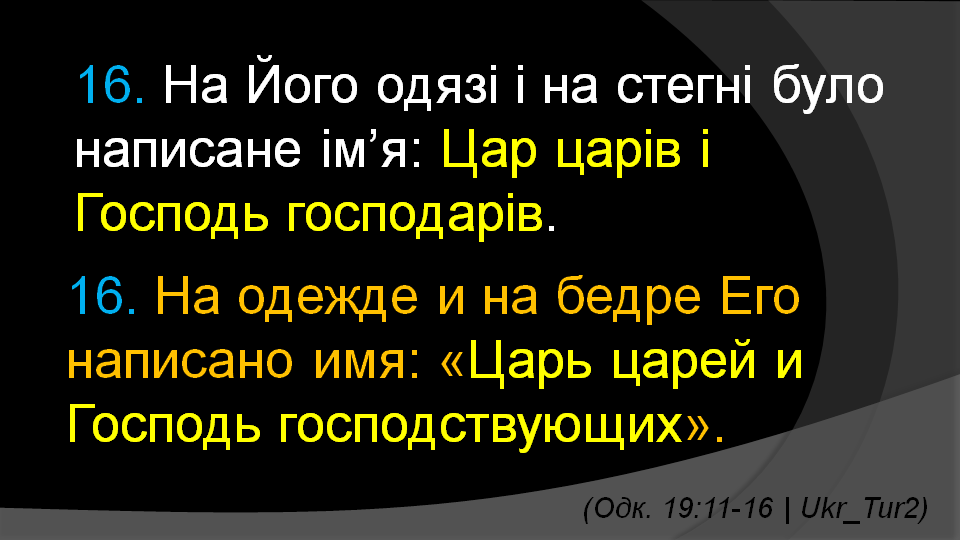 16. На Його одязі і на стегні було
написане ім’я: Цар царів і
Господь господарів.
16. На одежде и на бедре Его
написано имя: «Царь царей и
Господь господствующих».
(Одк. 19:11-16 | Ukr_Tur2)